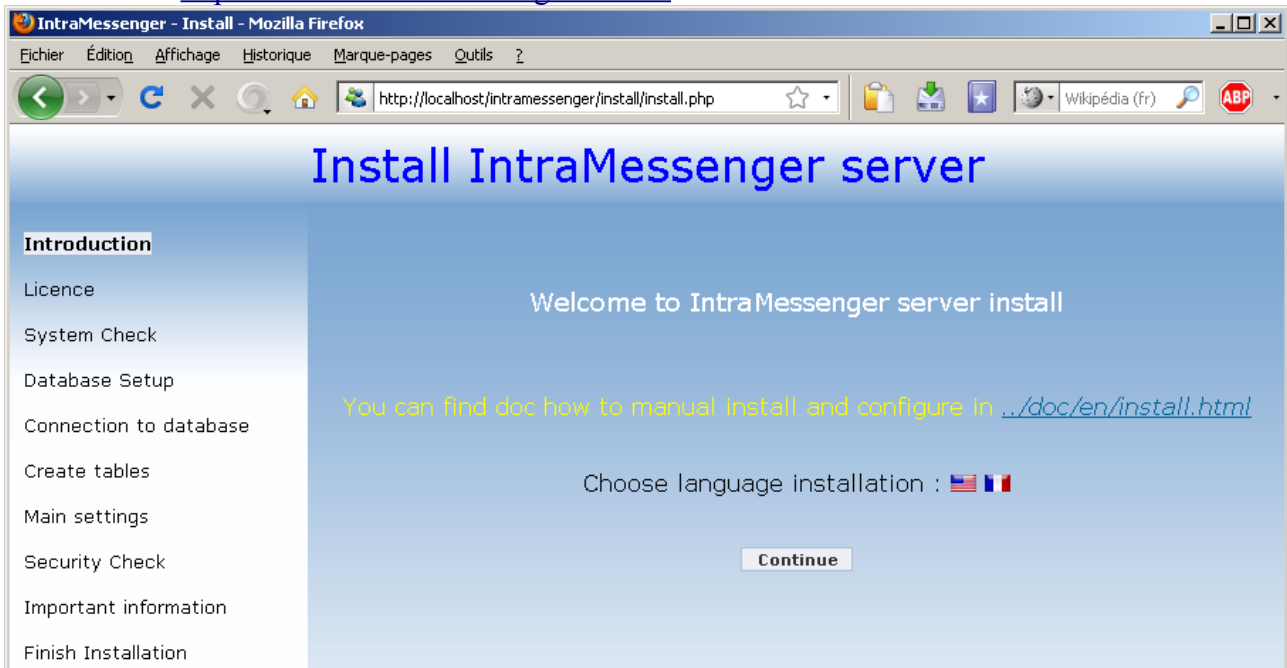 IntraMessenger - Install - Mozilla Firefox
Fichier Édition Affichage Historique Marque-pages Outils ?
http://localhost/intramessenger/install/install.php
Wikipédia (fr)
ABP
Install IntraMessenger server
Introduction
Licence
System Check
Database Setup
Connection to database
Create tables
Main settings
Security Check
Important information
Finish Installation
Welcome to IntraMessenger server install
You can find doc how to manual install and configure in ../doc/en/install.html
Choose language installation :
Continue